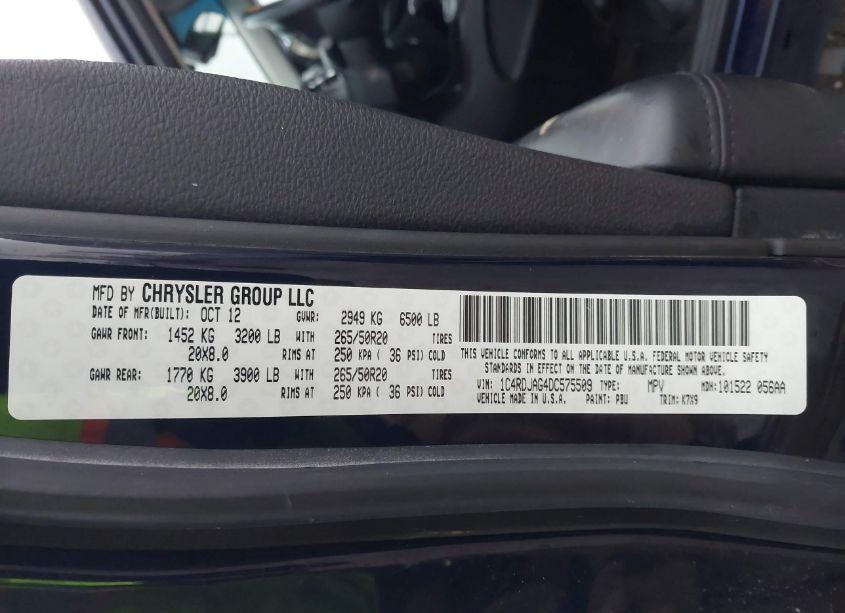 MFD BY CHRYSLER GROUP LLC
DATE OF MFR(BUILT): OCT 12 GVWR: 2949 KG 6500 LB
GAWR FRONT: 1452 KG 3200 LB WITH 265/50R20 TIRES
20X8.0 RIMS AT 250 KPA ( 36 PSI) COLD
GAWR REAR: 1770 KG 3900 LB WITH 265/50R20 TIRES
20X8.0 RIMS AT 250 KPA ( 36 PSI) COLD
THIS VEHICLE CONFORMS TO ALL APPLICABLE U.S.A. FEDERAL MOTOR VEHICLE SAFETY
STANDARDS IN EFFECT ON THE DATE OF MANUFACTURE SHOWN ABOVE.
VIN: 1C4RDJAG4DC575509 TYPE: MPV MDH: 101522 056AA
VEHICLE MADE IN U.S.A. PAINT: PBU TRIM: K7X9